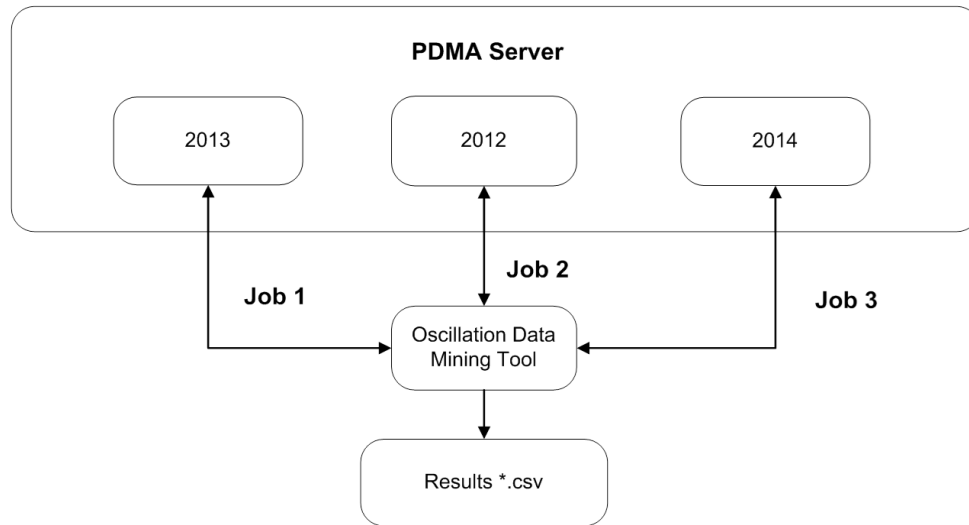 PDMA Server
2013
2012
2014
Job 1
Job 2
Job 3
Oscillation Data
Mining Tool
Results *.csv